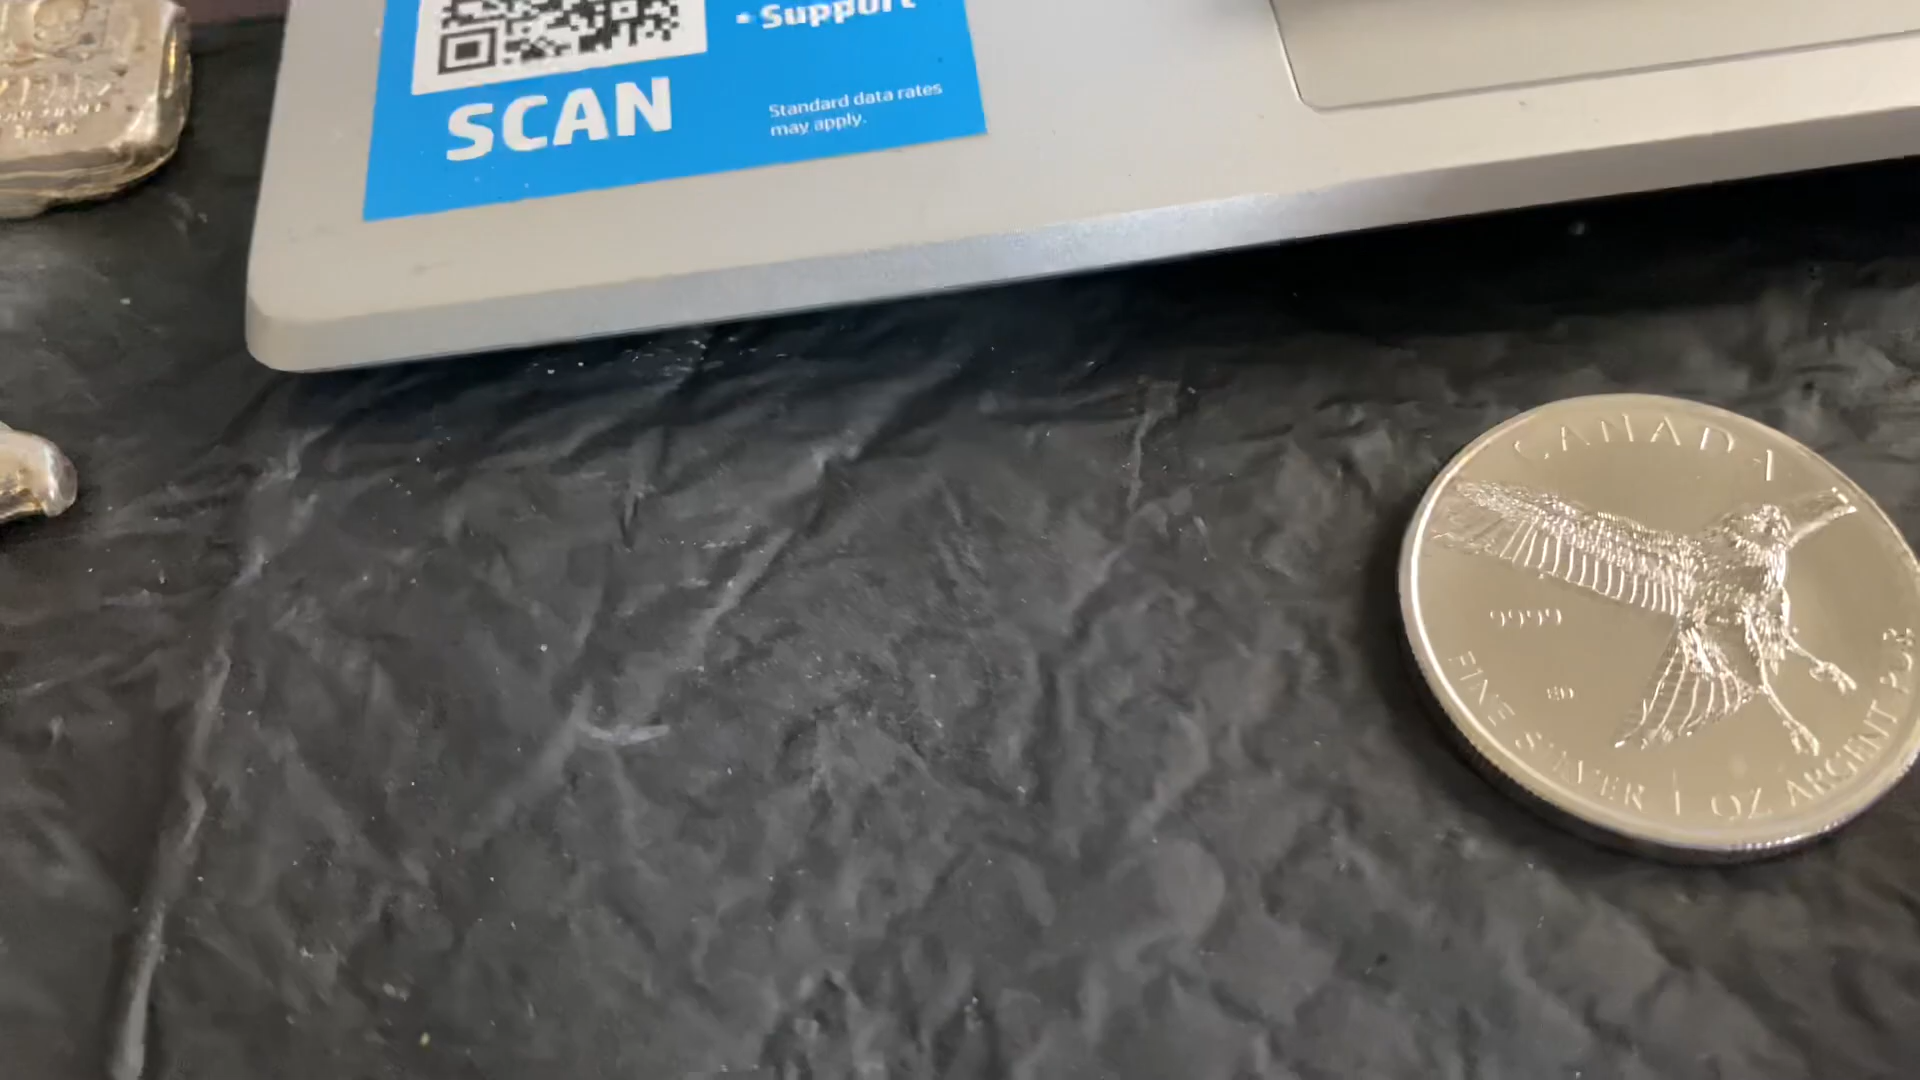 • Support
SCAN
Standard data rates
may apply.
CANADA
9999
FINE SILVER 1 OZ ARGENT PUR